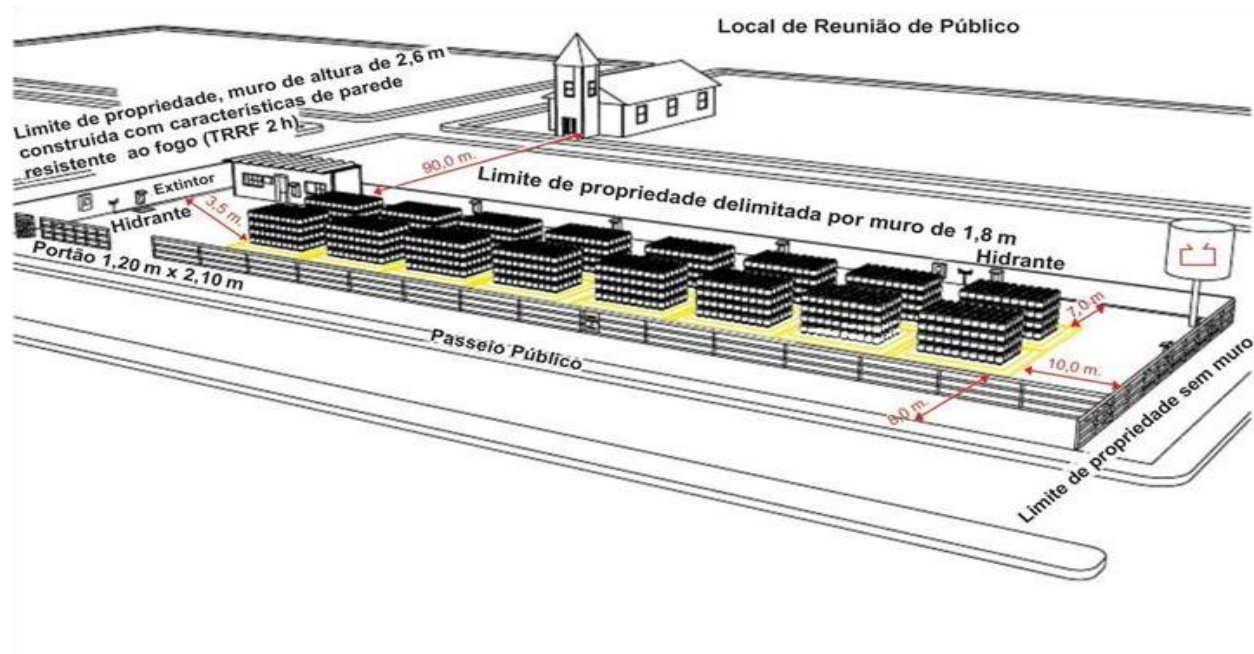 Local de Reunião de Público
Limite de propriedade, muro de altura de 2,6 m
construida com características de parede
resistente ao fogo (TRRF 2 h)
90,0 m.
Extintor
Limite de propriedade delimitada por muro de 1,8 m
3,5 m.
Hidrante
Hidrante
Portão 1,20 m x 2,10 m
7,0 m
Passeio Público
10,0 m.
8,0 m.
Limite de propriedade sem muro